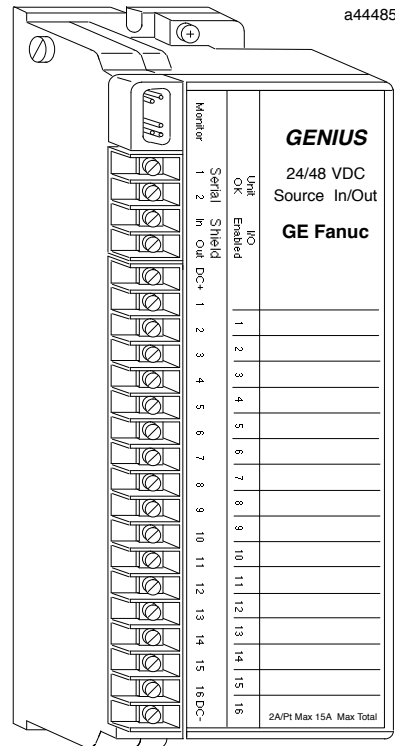 a44485
Monitor
1 2 In Out
Serial Shield
DC+
1
2
3
4
5
6
7
8
9
10
11
12
13
14
15
16
DC-
Unit OK
I/O Enabled
1
2
3
4
5
6
7
8
9
10
11
12
13
14
15
16
GENIUS
24/48 VDC
Source In/Out
GE Fanuc
2A/Pt Max 15A Max Total